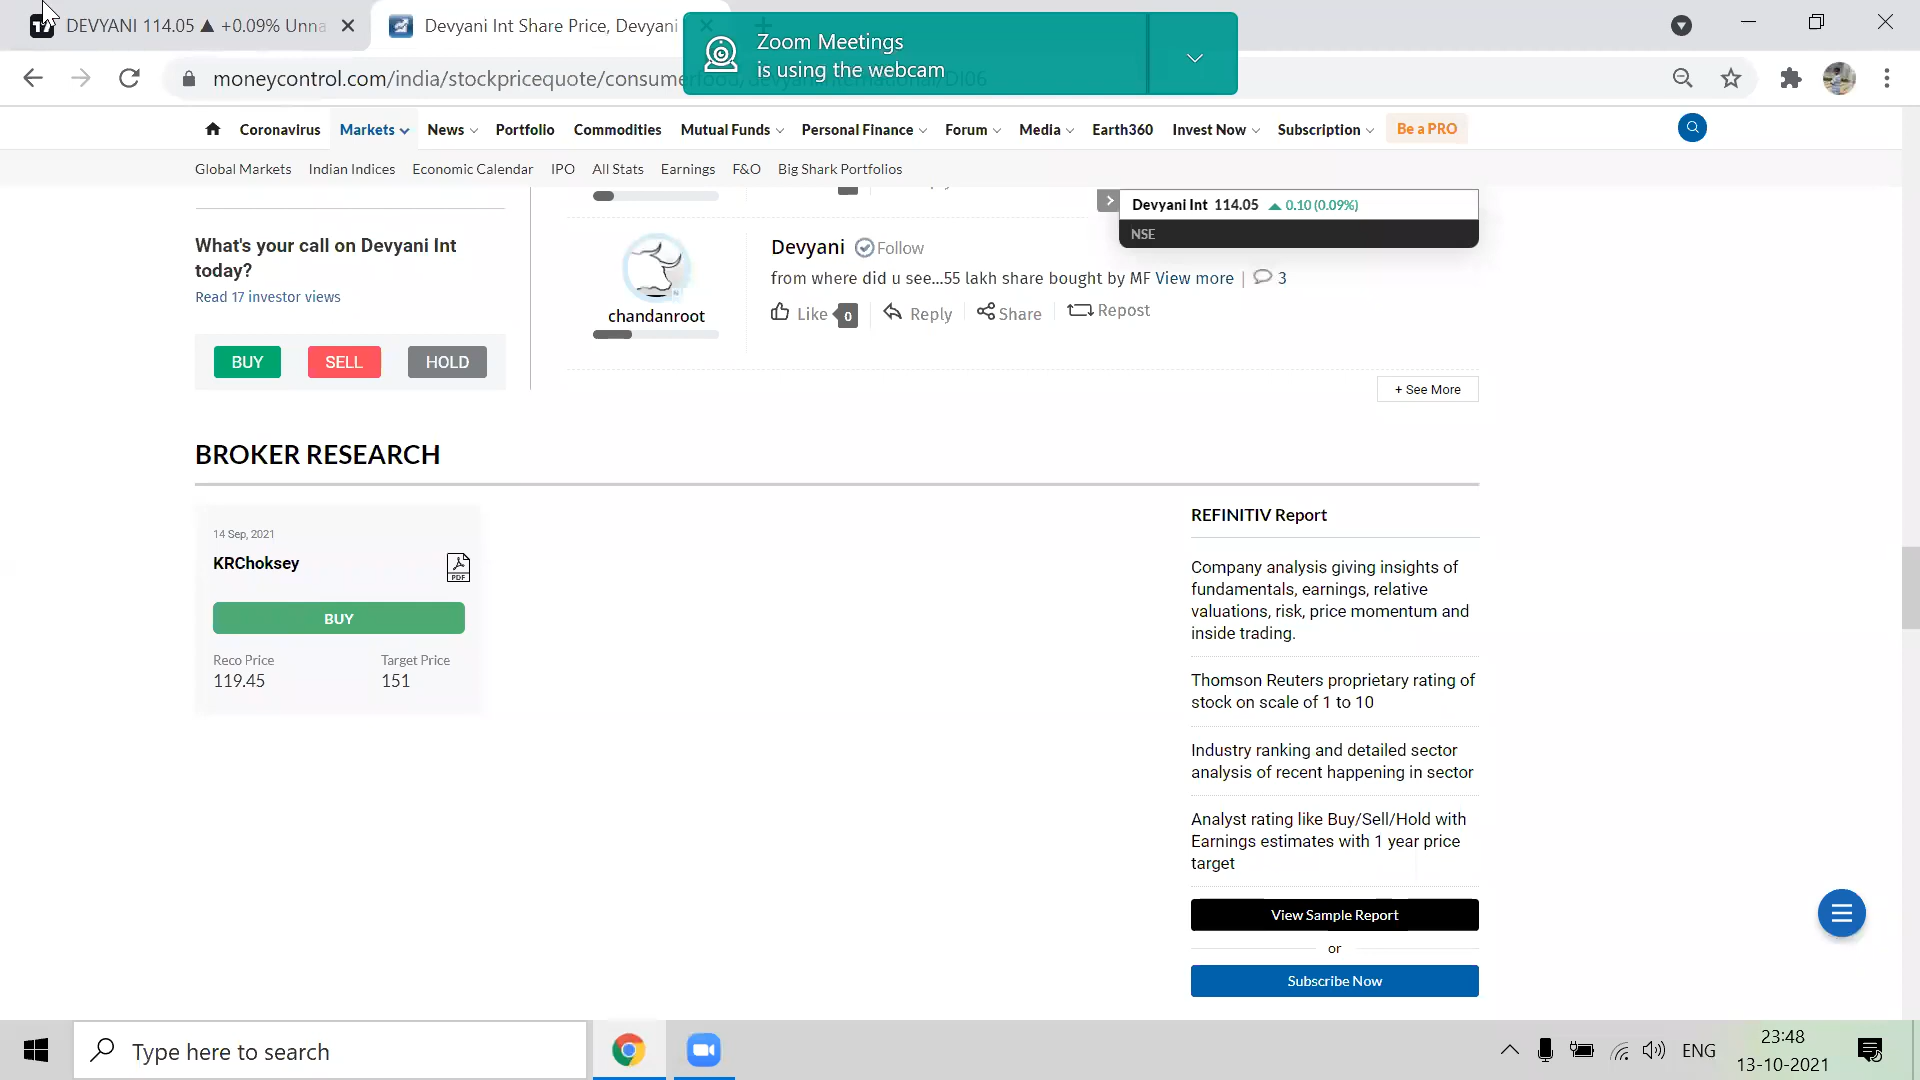 DEVYANI 114.05 ▲ +0.09% Unna
Devyani Int Share Price, Devyani
Zoom Meetings
is using the webcam
moneycontrol.com/india/stockpricequote/consumerfood/devyaniinternational/DI06
Coronavirus Markets News Portfolio Commodities Mutual Funds Personal Finance Forum Media Earth360 Invest Now Subscription Be a PRO
Global Markets Indian Indices Economic Calendar IPO All Stats Earnings F&O Big Shark Portfolios
Devyani Int 114.05 ▲ 0.10 (0.09%)
NSE
What's your call on Devyani Int
today?
Read 17 investor views
BUY SELL HOLD
Devyani Follow
from where did u see...55 lakh share bought by MF View more | 3
chandanroot
Like 0 Reply Share Repost
+ See More
BROKER RESEARCH
14 Sep, 2021
KRChoksey
PDF
BUY
Reco Price Target Price
119.45 151
REFINITIV Report
Company analysis giving insights of
fundamentals, earnings, relative
valuations, risk, price momentum and
inside trading.
Thomson Reuters proprietary rating of
stock on scale of 1 to 10
Industry ranking and detailed sector
analysis of recent happening in sector
Analyst rating like Buy/Sell/Hold with
Earnings estimates with 1 year price
target
View Sample Report
or
Subscribe Now
Type here to search
ENG
23:48
13-10-2021